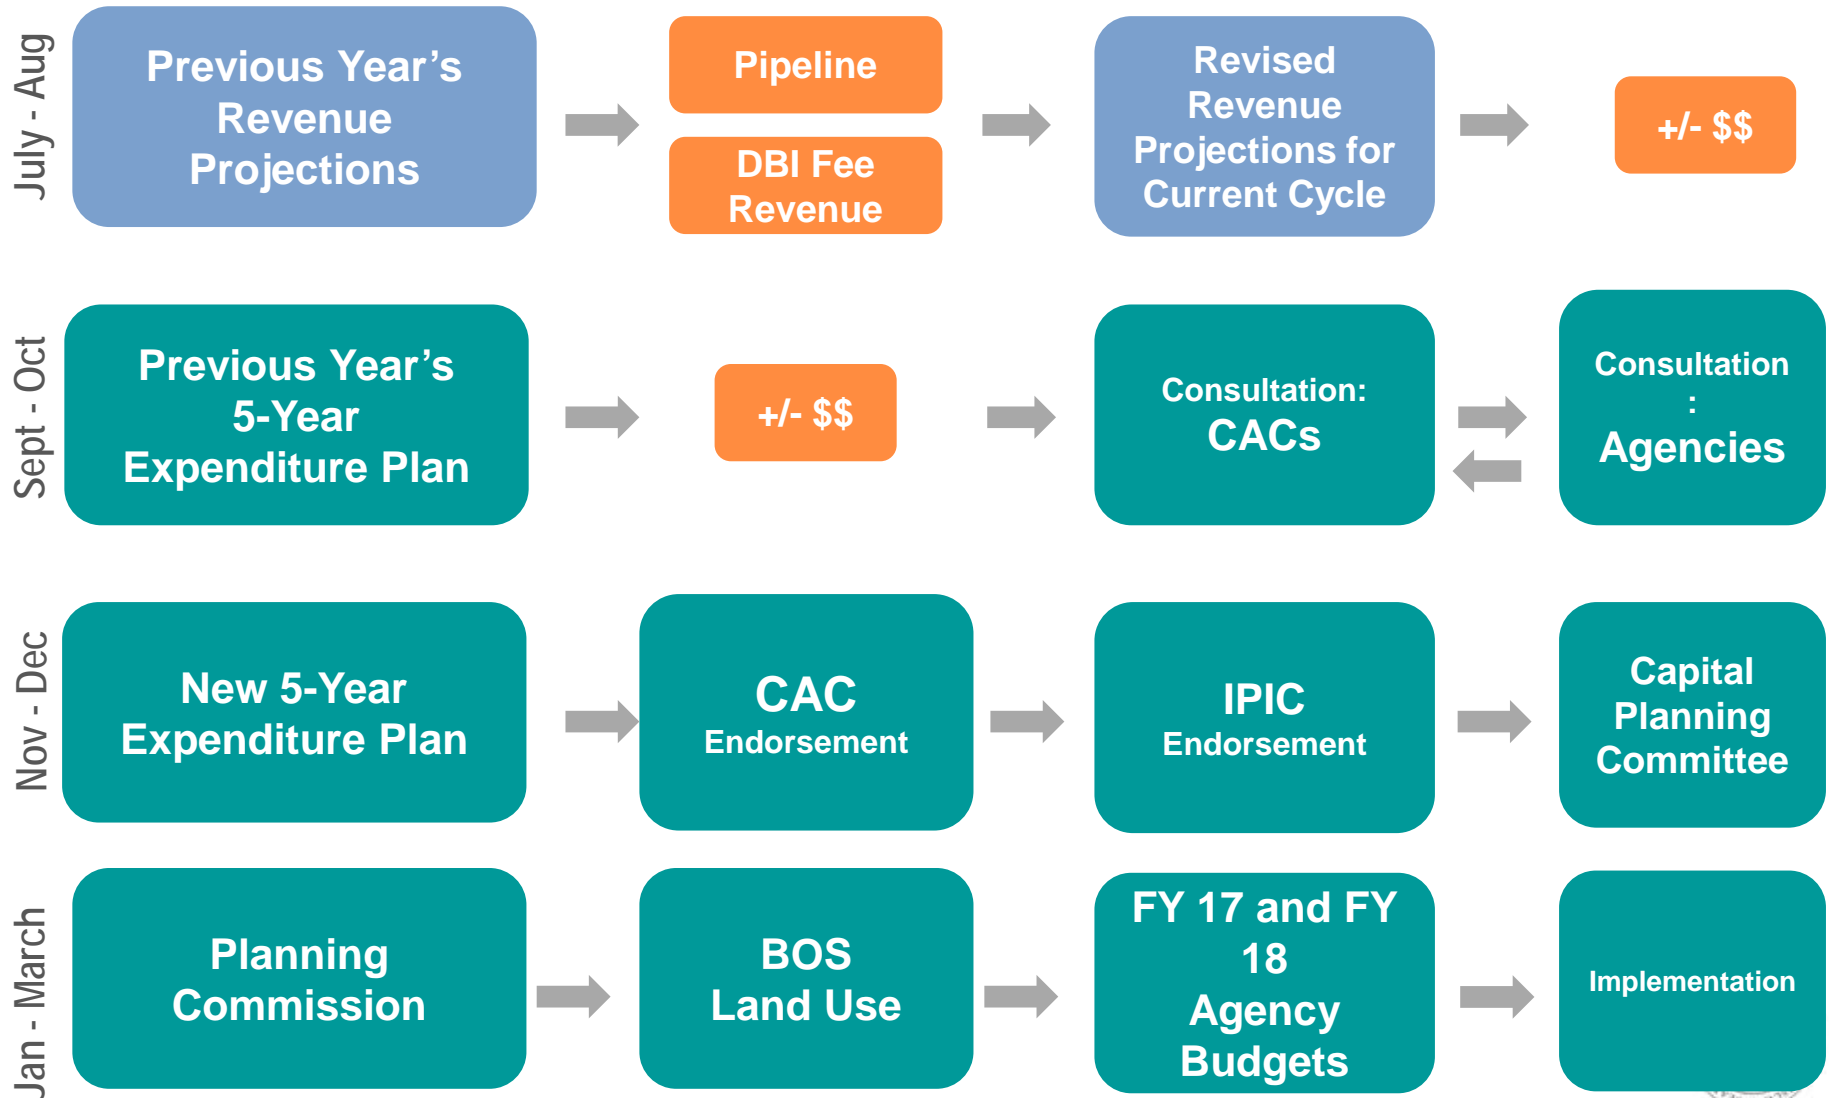 July - Aug
Previous Year’s
Revenue
Projections
Pipeline
DBI Fee
Revenue
Revised
Revenue
Projections for
Current Cycle
+/- $$
Sept - Oct
Previous Year’s
5-Year
Expenditure Plan
+/- $$
Consultation:
CACs
Consultation
:
Agencies
Nov - Dec
New 5-Year
Expenditure Plan
CAC
Endorsement
IPIC
Endorsement
Capital
Planning
Committee
Jan - March
Planning
Commission
BOS
Land Use
FY 17 and FY
18
Agency
Budgets
Implementation